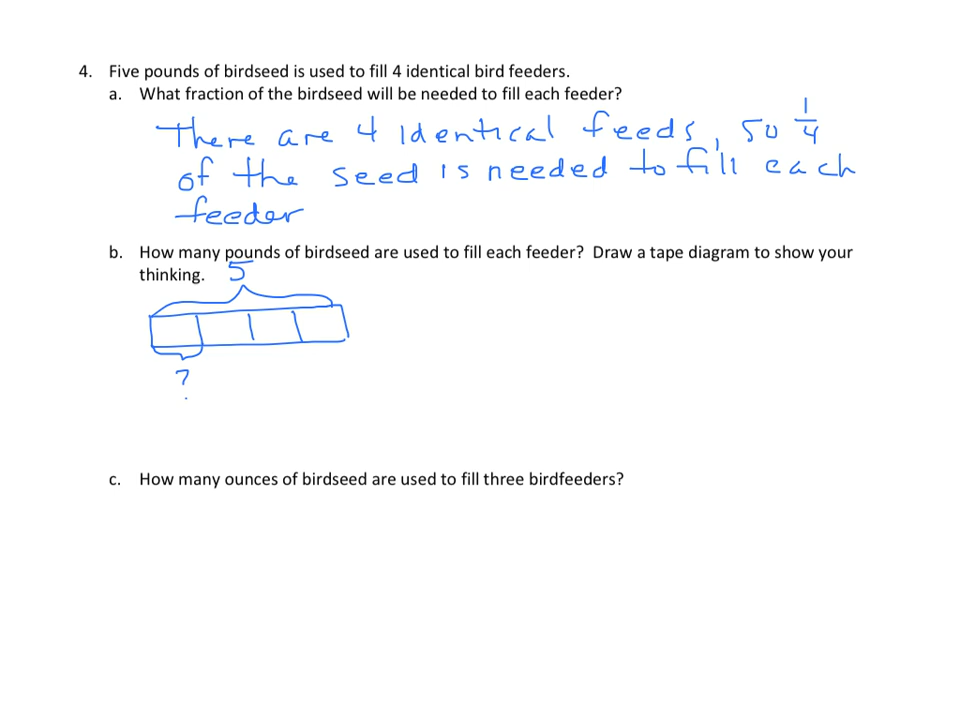 4. Five pounds of birdseed is used to fill 4 identical bird feeders.
a. What fraction of the birdseed will be needed to fill each feeder?
There are 4 identical feeds, so 1/4
of the seed is needed to fill each
feeder
b. How many pounds of birdseed are used to fill each feeder? Draw a tape diagram to show your
thinking.
5
?
c. How many ounces of birdseed are used to fill three birdfeeders?